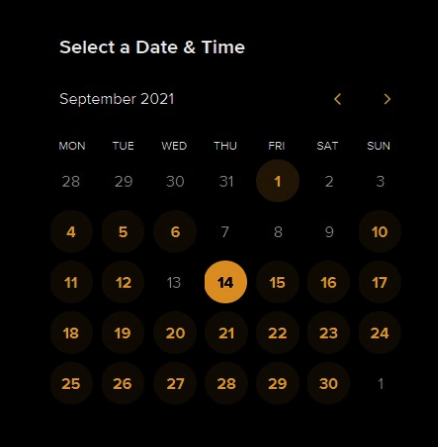 Select a Date & Time
September 2021
MON TUE WED THU FRI SAT SUN
28 29 30 31 1 2 3
4 5 6 7 8 9 10
11 12 13 14 15 16 17
18 19 20 21 22 23 24
25 26 27 28 29 30 1